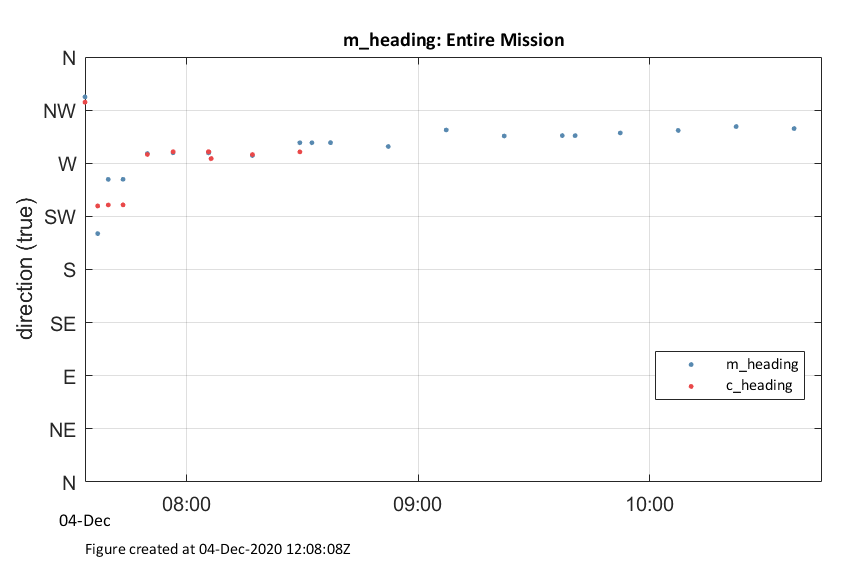 m_heading: Entire Mission
direction (true)
N
NW
W
SW
S
SE
E
NE
N
m_heading
c_heading
08:00
09:00
10:00
04-Dec
Figure created at 04-Dec-2020 12:08:08Z